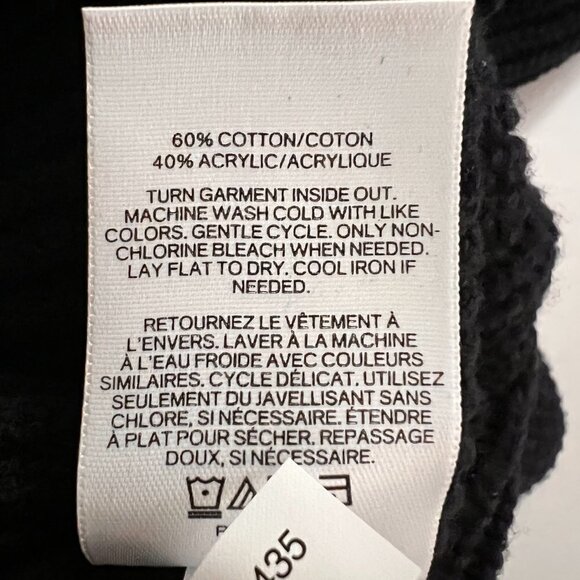 60% COTTON/COTON
40% ACRYLIC/ACRYLIQUE
TURN GARMENT INSIDE OUT.
MACHINE WASH COLD WITH LIKE
COLORS. GENTLE CYCLE. ONLY NON-
CHLORINE BLEACH WHEN NEEDED.
LAY FLAT TO DRY. COOL IRON IF
NEEDED.
RETOURNEZ LE VÊTEMENT À
L'ENVERS. LAVER À LA MACHINE
À L'EAU FROIDE AVEC COULEURS
SIMILAIRES. CYCLE DÉLICAT. UTILISEZ
SEULEMENT DU JAVELLISANT SANS
CHLORE, SI NÉCESSAIRE. ÉTENDRE
À PLAT POUR SÉCHER. REPASSAGE
DOUX, SI NÉCESSAIRE.
435